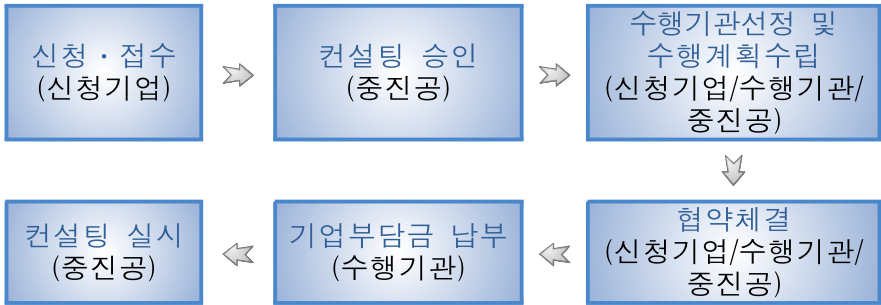 신청·접수
(신청기업)
컨설팅 승인
(중진공)
수행기관선정 및
수행계획수립
(신청기업/수행기관/
중진공)
협약체결
(신청기업/수행기관/
중진공)
기업부담금 납부
(수행기관)
컨설팅 실시
(중진공)